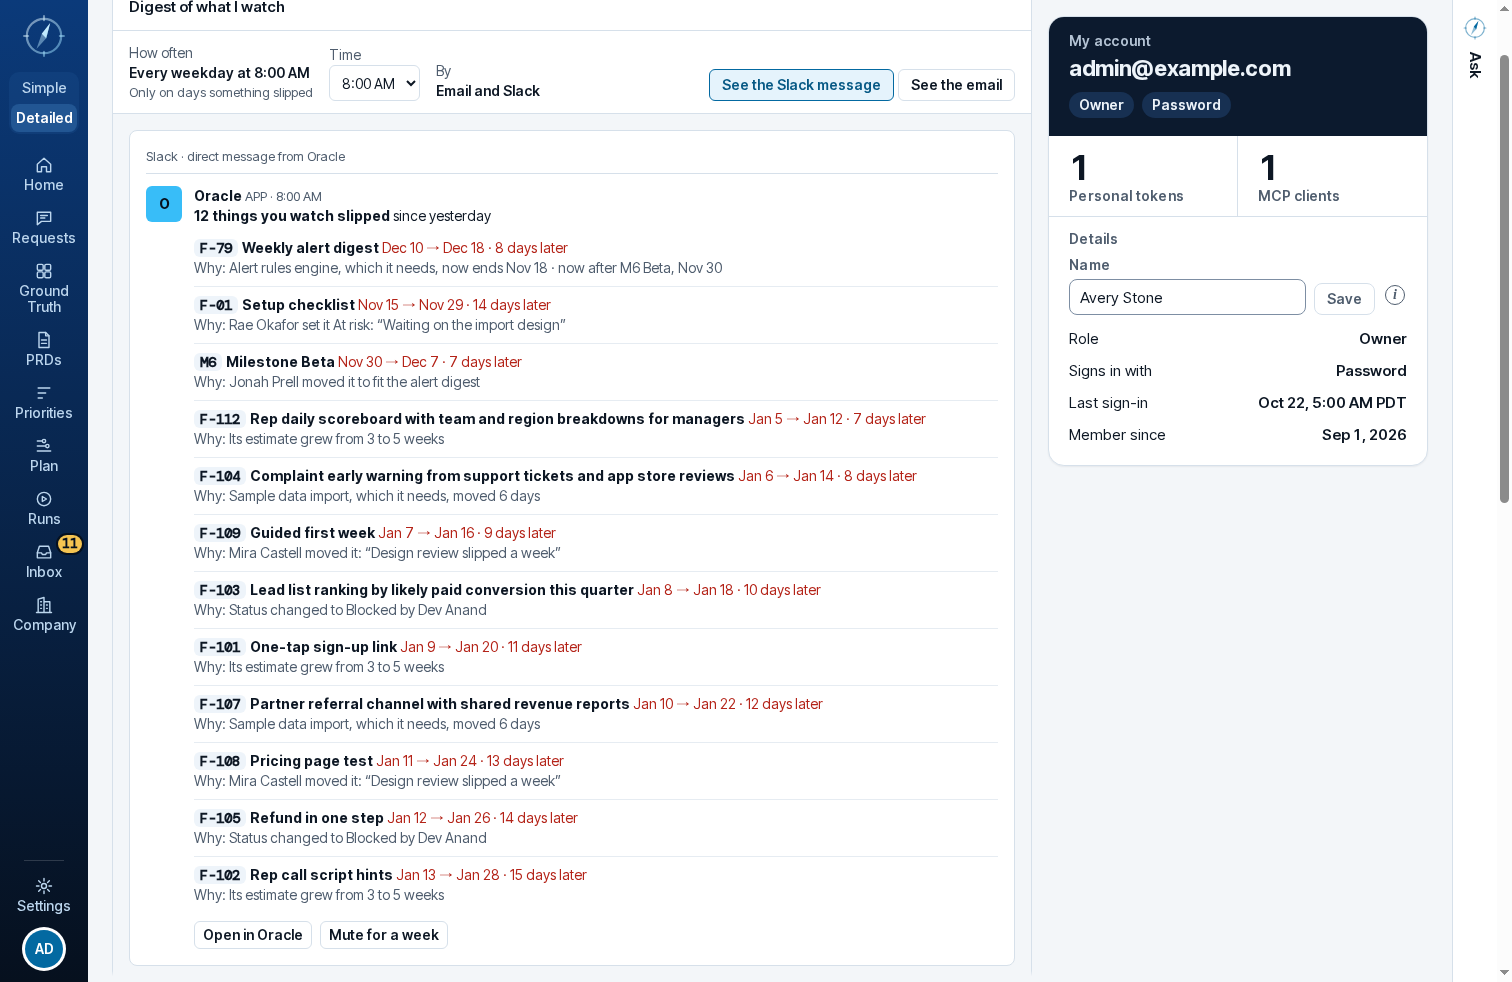 Simple
Detailed
Home
Requests
Ground
Truth
PRDs
Priorities
Plan
Runs
11
Inbox
Company
Settings
AD
Digest of what I watch
How often
Every weekday at 8:00 AM
Only on days something slipped
Time
8:00 AM
By
Email and Slack
See the Slack message
See the email
Slack · direct message from Oracle
O
Oracle APP · 8:00 AM
12 things you watch slipped since yesterday
F-79 Weekly alert digest Dec 10 → Dec 18 · 8 days later
Why: Alert rules engine, which it needs, now ends Nov 18 · now after M6 Beta, Nov 30
F-01 Setup checklist Nov 15 → Nov 29 · 14 days later
Why: Rae Okafor set it At risk: “Waiting on the import design”
M6 Milestone Beta Nov 30 → Dec 7 · 7 days later
Why: Jonah Prell moved it to fit the alert digest
F-112 Rep daily scoreboard with team and region breakdowns for managers Jan 5 → Jan 12 · 7 days later
Why: Its estimate grew from 3 to 5 weeks
F-104 Complaint early warning from support tickets and app store reviews Jan 6 → Jan 14 · 8 days later
Why: Sample data import, which it needs, moved 6 days
F-109 Guided first week Jan 7 → Jan 16 · 9 days later
Why: Mira Castell moved it: “Design review slipped a week”
F-103 Lead list ranking by likely paid conversion this quarter Jan 8 → Jan 18 · 10 days later
Why: Status changed to Blocked by Dev Anand
F-101 One-tap sign-up link Jan 9 → Jan 20 · 11 days later
Why: Its estimate grew from 3 to 5 weeks
F-107 Partner referral channel with shared revenue reports Jan 10 → Jan 22 · 12 days later
Why: Sample data import, which it needs, moved 6 days
F-108 Pricing page test Jan 11 → Jan 24 · 13 days later
Why: Mira Castell moved it: “Design review slipped a week”
F-105 Refund in one step Jan 12 → Jan 26 · 14 days later
Why: Status changed to Blocked by Dev Anand
F-102 Rep call script hints Jan 13 → Jan 28 · 15 days later
Why: Its estimate grew from 3 to 5 weeks
Open in Oracle
Mute for a week
My account
admin@example.com
Owner
Password
1
Personal tokens
1
MCP clients
Details
Name
Avery Stone
Save
i
Role Owner
Signs in with Password
Last sign-in Oct 22, 5:00 AM PDT
Member since Sep 1, 2026
Ask